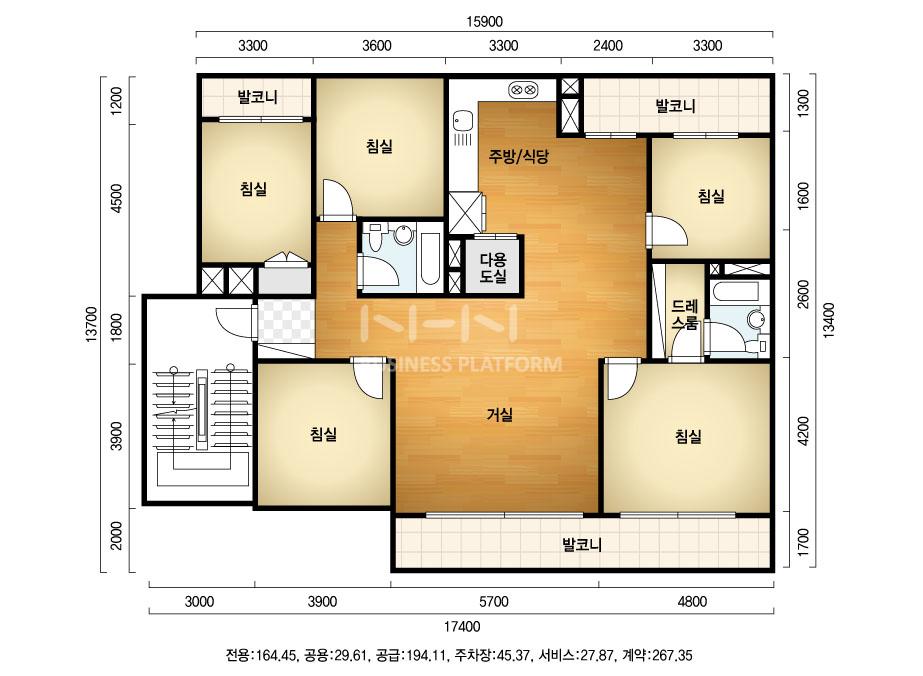 15900
3300 3600 3300 2400 3300
발코니
발코니
침실
주방/식당
침실
침실
다용
도실
드레
스룸
N-HN
BUSINESS PLATFORM
거실
침실
침실
발코니
1200
4500
1800
3900
2000
13700
1300
1600
2600
4200
1700
13400
3000 3900 5700 4800
17400
전용:164.45, 공용:29.61, 공급:194.11, 주차장:45.37, 서비스:27.87, 계약:267.35